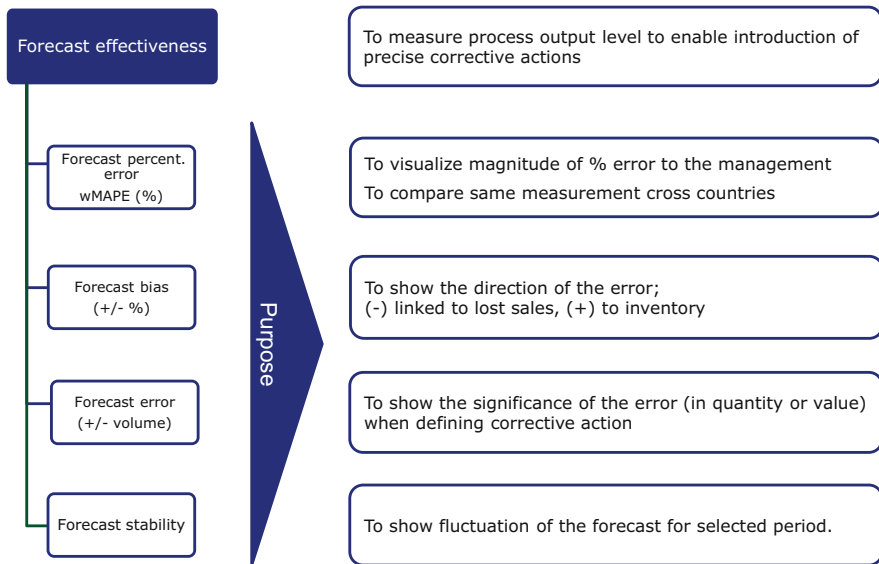 Forecast effectiveness
To measure process output level to enable introduction of
precise corrective actions
Forecast percent.
error
wMAPE (%)
To visualize magnitude of % error to the management
To compare same measurement cross countries
Forecast bias
(+/- %)
To show the direction of the error;
(-) linked to lost sales, (+) to inventory
Purpose
Forecast error
(+/- volume)
To show the significance of the error (in quantity or value)
when defining corrective action
Forecast stability
To show fluctuation of the forecast for selected period.